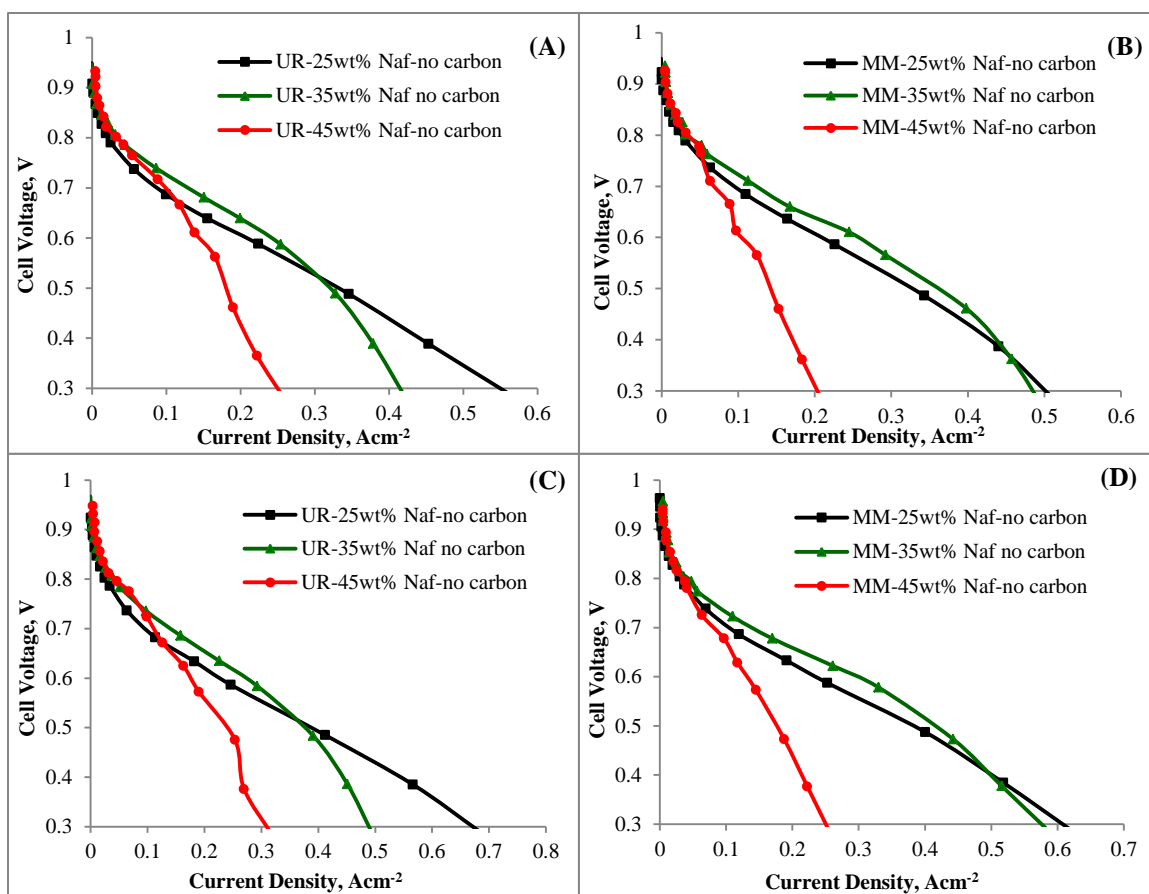 (A)
UR-25wt% Naf-no carbon
UR-35wt% Naf no carbon
UR-45wt% Naf-no carbon
Cell Voltage, V
1
0.9
0.8
0.7
0.6
0.5
0.4
0.3
0 0.1 0.2 0.3 0.4 0.5 0.6
Current Density, Acm-2
(B)
MM-25wt% Naf-no carbon
MM-35wt% Naf no carbon
MM-45wt% Naf-no carbon
Cell Voltage, V
1
0.9
0.8
0.7
0.6
0.5
0.4
0.3
0 0.1 0.2 0.3 0.4 0.5 0.6
Current Density, Acm-2
(C)
UR-25wt% Naf-no carbon
UR-35wt% Naf no carbon
UR-45wt% Naf-no carbon
Cell Voltage, V
1
0.9
0.8
0.7
0.6
0.5
0.4
0.3
0 0.1 0.2 0.3 0.4 0.5 0.6 0.7 0.8
Current Density, Acm-2
(D)
MM-25wt% Naf-no carbon
MM-35wt% Naf no carbon
MM-45wt% Naf-no carbon
Cell Voltage, V
1
0.9
0.8
0.7
0.6
0.5
0.4
0.3
0 0.1 0.2 0.3 0.4 0.5 0.6 0.7
Current Density, Acm-2